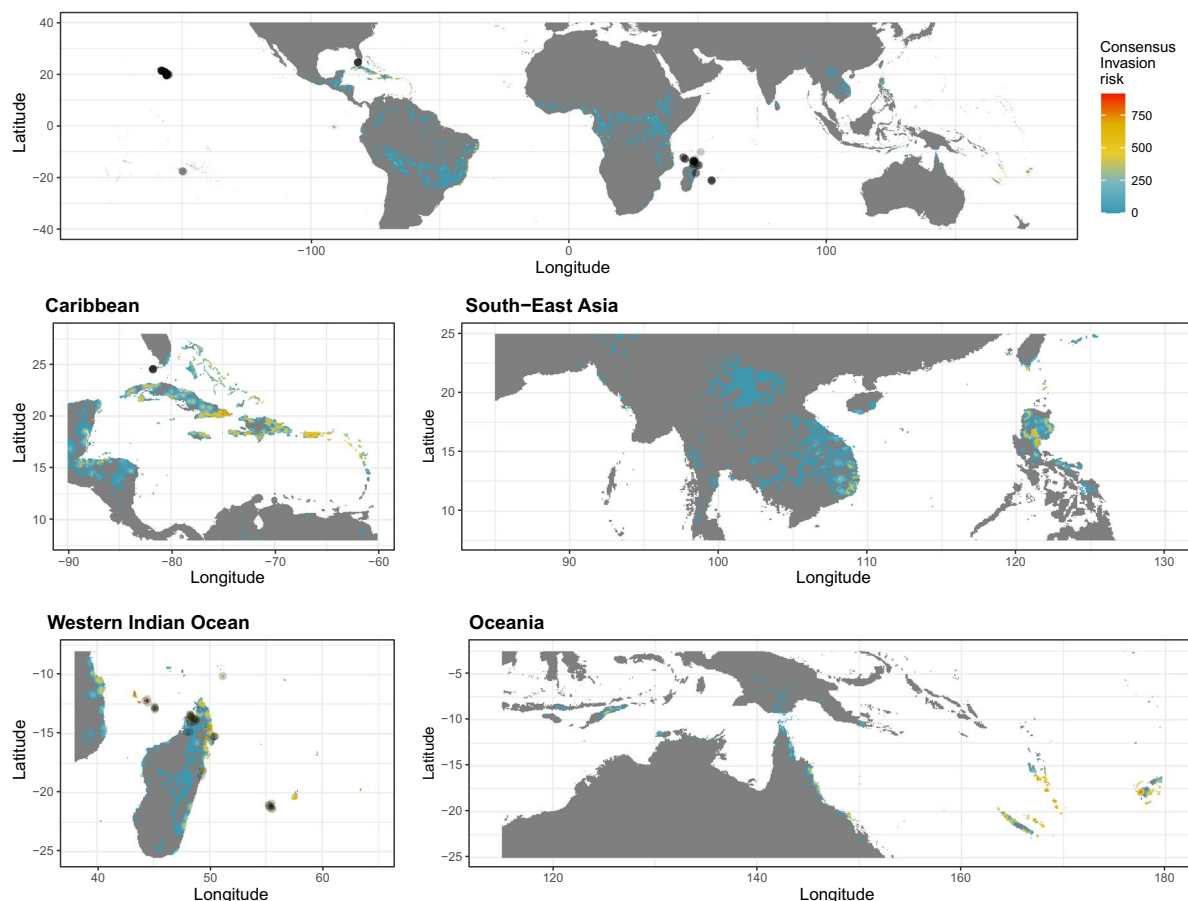 40
20
0
−20
−40
Latitude
−100
0
100
Longitude
Consensus
Invasion
risk
750
500
250
0
Caribbean
25
20
15
10
Latitude
−90
−80
−70
−60
Longitude
South−East Asia
25
20
15
10
Latitude
90
100
110
120
130
Longitude
Western Indian Ocean
−10
−15
−20
−25
Latitude
40
50
60
Longitude
Oceania
−5
−10
−15
−20
−25
Latitude
120
140
160
180
Longitude